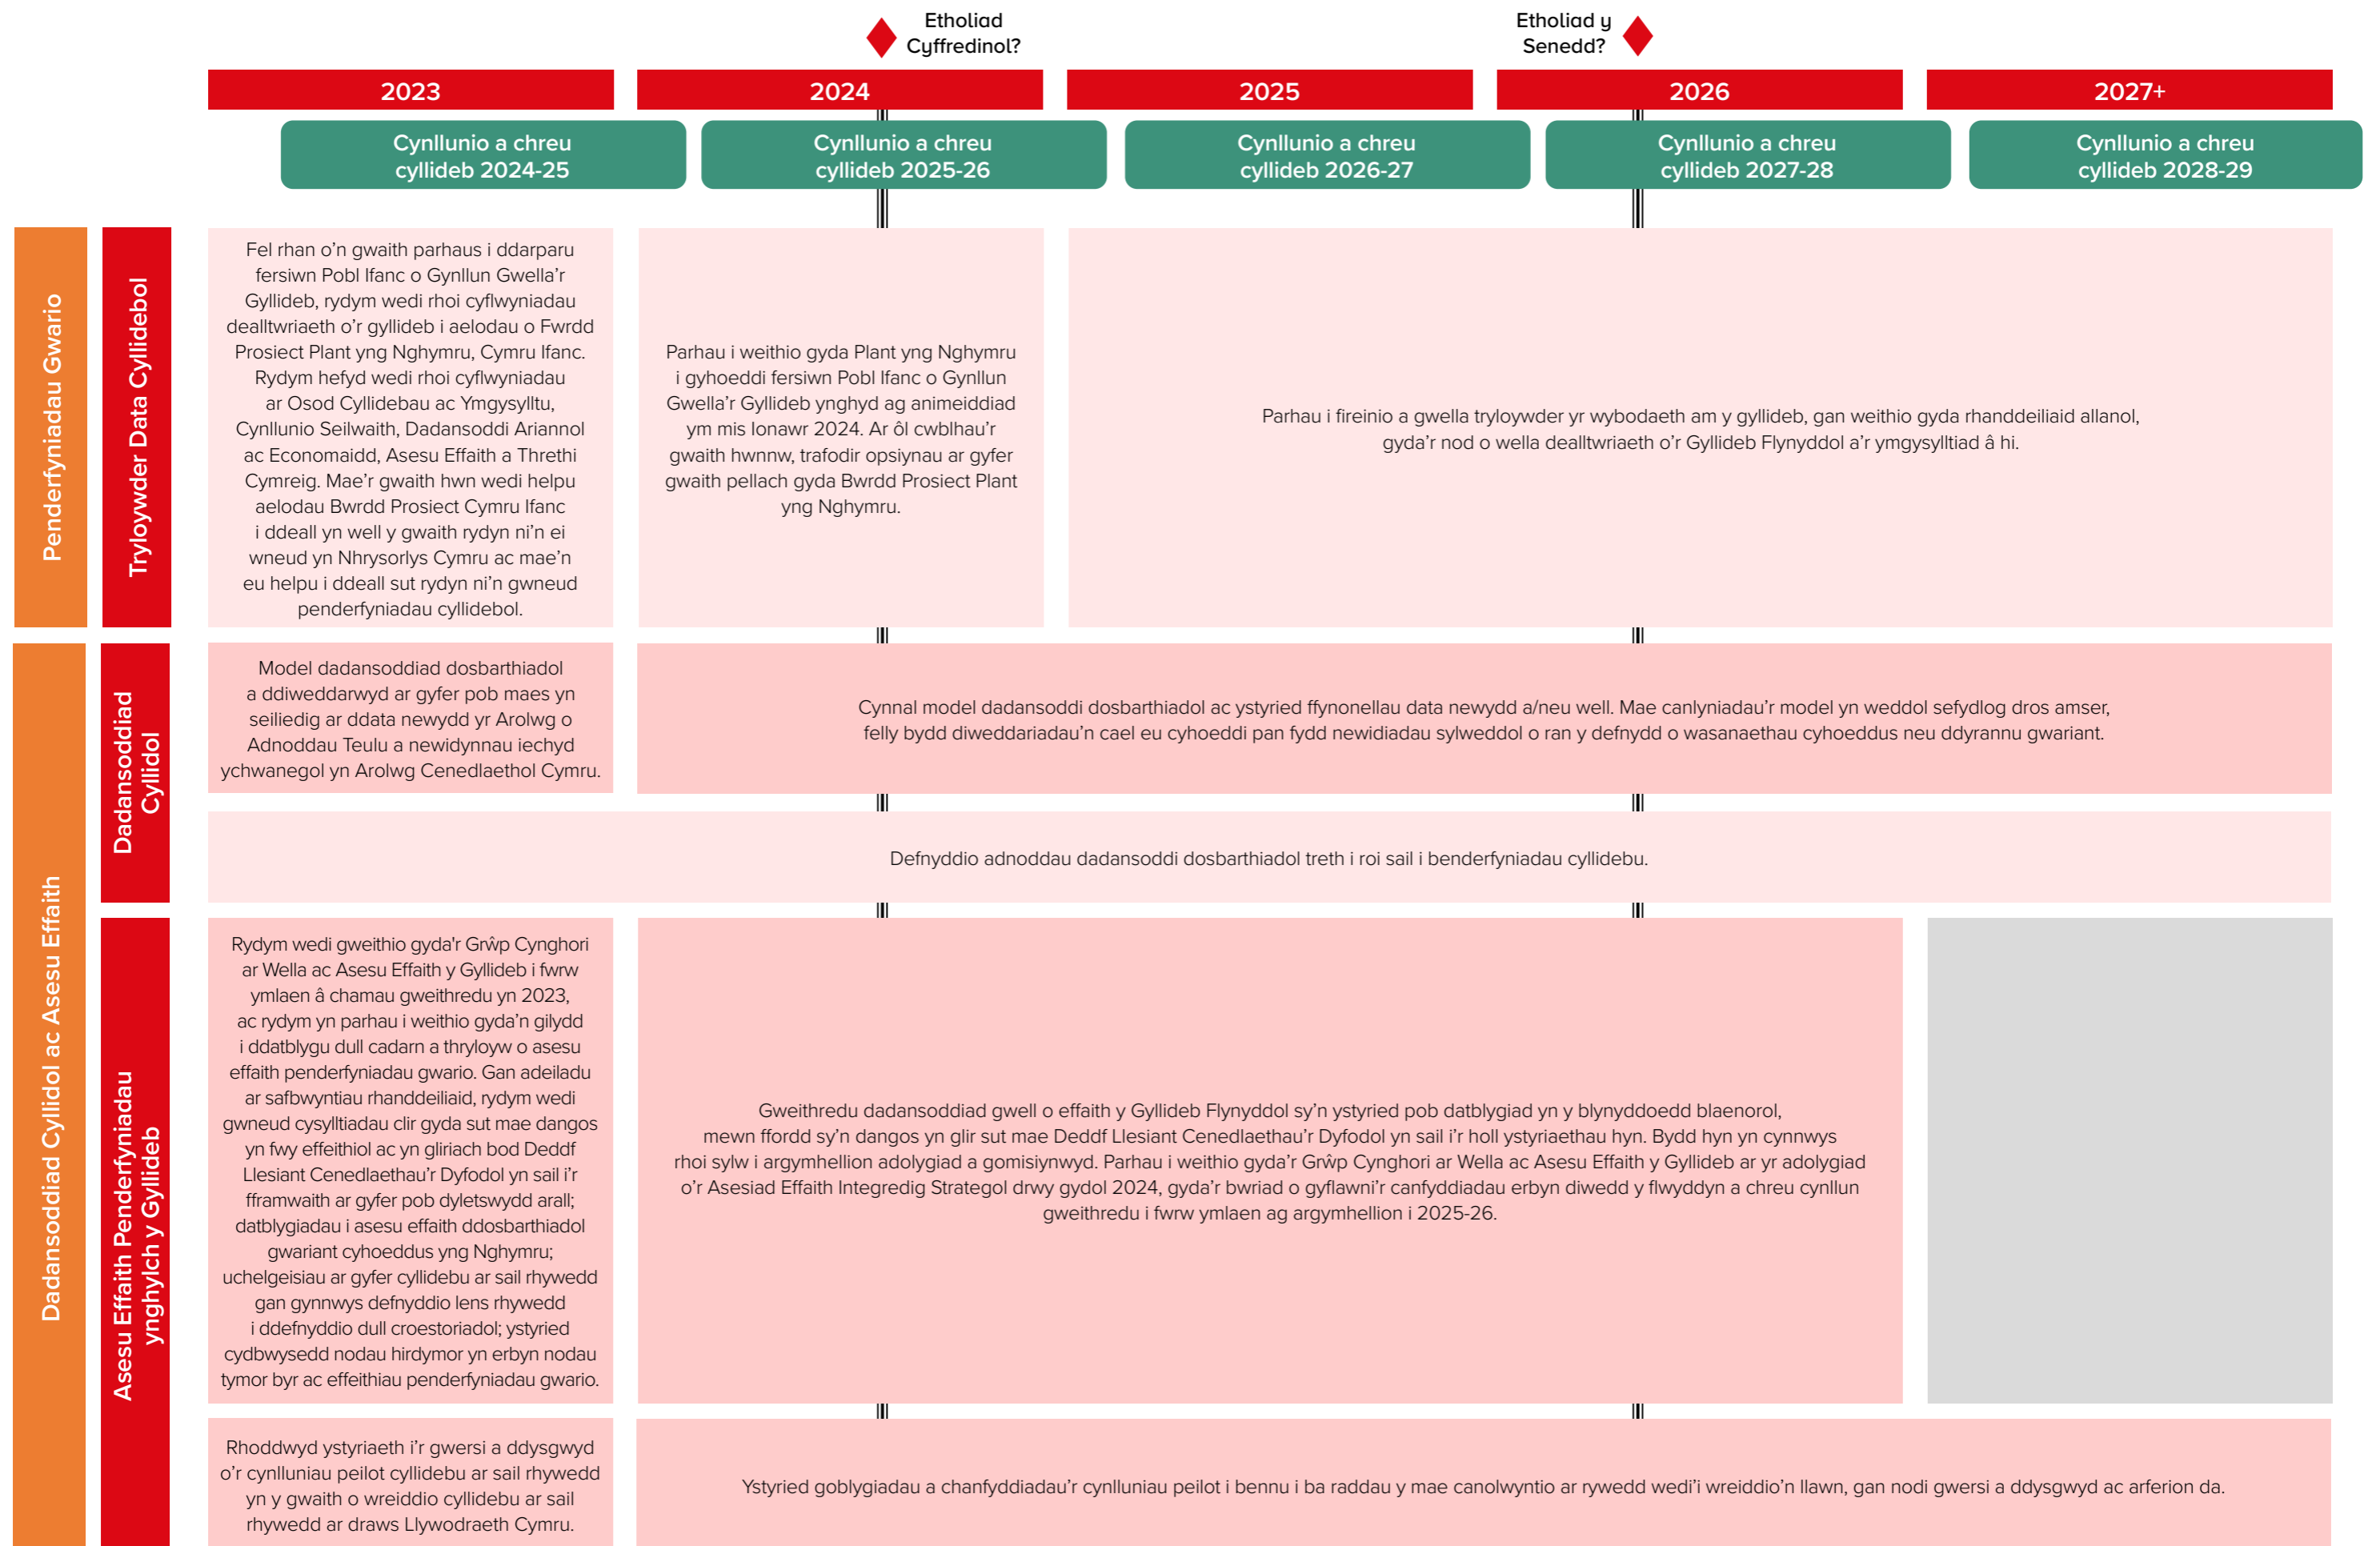 Etholiad
Cyffredinol?
Etholiad y
Senedd?
2023
2024
2025
2026
2027+
Cynllunio a chreu
cyllideb 2024-25
Cynllunio a chreu
cyllideb 2025-26
Cynllunio a chreu
cyllideb 2026-27
Cynllunio a chreu
cyllideb 2027-28
Cynllunio a chreu
cyllideb 2028-29
Penderfyniadau Gwario
Tryloywder Data Cyllidebol
Fel rhan o'n gwaith parhaus i ddarparu
fersiwn Pobl Ifanc o Gynllun Gwella'r
Gyllideb, rydym wedi rhoi cyflwyniadau
dealltwriaeth o'r gyllideb i aelodau o Fwrdd
Prosiect Plant yng Nghymru, Cymru Ifanc.
Rydym hefyd wedi rhoi cyflwyniadau
ar Osod Cyllidebau ac Ymgysylltu,
Cynllunio Seilwaith, Dadansoddi Ariannol
ac Economaidd, Asesu Effaith a Threthi
Cymreig. Mae'r gwaith hwn wedi helpu
aelodau Bwrdd Prosiect Cymru Ifanc
i ddeall yn well y gwaith rydyn ni'n ei
wneud yn Nhrysorlys Cymru ac mae'n
eu helpu i ddeall sut rydyn ni'n gwneud
penderfyniadau cyllidebol.
Parhau i weithio gyda Plant yng Nghymru
i gyhoeddi fersiwn Pobl Ifanc o Gynllun
Gwella'r Gyllideb ynghyd ag animeiddiad
ym mis Ionawr 2024. Ar ôl cwblhau'r
gwaith hwnnw, trafodir opsiynau ar gyfer
gwaith pellach gyda Bwrdd Prosiect Plant
yng Nghymru.
Parhau i fireinio a gwella tryloywder yr wybodaeth am y gyllideb, gan weithio gyda rhanddeiliaid allanol,
gyda'r nod o wella dealltwriaeth o'r Gyllideb Flynyddol a'r ymgysylltiad â hi.
Dadansoddiad Cyllidol ac Asesu Effaith
Dadansoddiad
Cyllidol
Model dadansoddiad dosbarthiadol
a ddiweddarwyd ar gyfer pob maes yn
seiliedig ar ddata newydd yr Arolwg o
Adnoddau Teulu a newidynnau iechyd
ychwanegol yn Arolwg Cenedlaethol Cymru.
Cynnal model dadansoddi dosbarthiadol ac ystyried ffynonellau data newydd a/neu well. Mae canlyniadau'r model yn weddol sefydlog dros amser,
felly bydd diweddariadau'n cael eu cyhoeddi pan fydd newidiadau sylweddol o ran y defnydd o wasanaethau cyhoeddus neu ddyrannu gwariant.
Defnyddio adnoddau dadansoddi dosbarthiadol treth i roi sail i benderfyniadau cyllidebu.
Asesu Effaith Penderfyniadau
ynghylch y Gyllideb
Rydym wedi gweithio gyda'r Grŵp Cynghori
ar Wella ac Asesu Effaith y Gyllideb i fwrw
ymlaen â chamau gweithredu yn 2023,
ac rydym yn parhau i weithio gyda'n gilydd
i ddatblygu dull cadarn a thryloyw o asesu
effaith penderfyniadau gwario. Gan adeiladu
ar safbwyntiau rhanddeiliaid, rydym wedi
gwneud cysylltiadau clir gyda sut mae dangos
yn fwy effeithiol ac yn gliriach bod Deddf
Llesiant Cenedlaethau'r Dyfodol yn sail i'r
fframwaith ar gyfer pob dyletswydd arall;
datblygiadau i asesu effaith ddosbarthiadol
gwariant cyhoeddus yng Nghymru;
uchelgeisiau ar gyfer cyllidebu ar sail rhywedd
gan gynnwys defnyddio lens rhywedd
i ddefnyddio dull croestoriadol; ystyried
cydbwysedd nodau hirdymor yn erbyn nodau
tymor byr ac effeithiau penderfyniadau gwario.
Gweithredu dadansoddiad gwell o effaith y Gyllideb Flynyddol sy'n ystyried pob datblygiad yn y blynyddoedd blaenorol,
mewn ffordd sy'n dangos yn glir sut mae Deddf Llesiant Cenedlaethau'r Dyfodol yn sail i'r holl ystyriaethau hyn. Bydd hyn yn cynnwys
rhoi sylw i argymhellion adolygiad a gomisiynwyd. Parhau i weithio gyda'r Grŵp Cynghori ar Wella ac Asesu Effaith y Gyllideb ar yr adolygiad
o'r Asesiad Effaith Integredig Strategol drwy gydol 2024, gyda'r bwriad o gyflawni'r canfyddiadau erbyn diwedd y flwyddyn a chreu cynllun
gweithredu i fwrw ymlaen ag argymhellion i 2025-26.
Rhoddwyd ystyriaeth i'r gwersi a ddysgwyd
o'r cynlluniau peilot cyllidebu ar sail rhywedd
yn y gwaith o wreiddio cyllidebu ar sail
rhywedd ar draws Llywodraeth Cymru.
Ystyried goblygiadau a chanfyddiadau'r cynlluniau peilot i bennu i ba raddau y mae canolwyntio ar rywedd wedi'i wreiddio'n llawn, gan nodi gwersi a ddysgwyd ac arferion da.